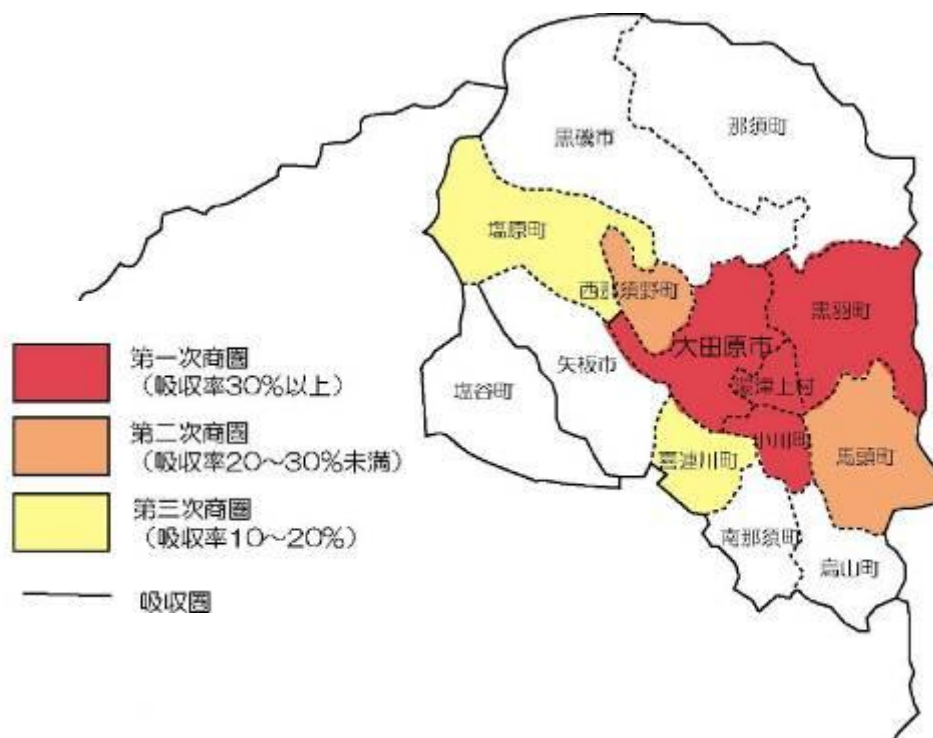 那須町
黒磯市
塩原町
西那須野町
黒羽町
大田原市
湯津上村
矢板市
塩谷町
小川町
馬頭町
喜連川町
南那須町
烏山町
第一次商圏
（吸収率30％以上）
第二次商圏
（吸収率20～30％未満）
第三次商圏
（吸収率10～20％）
吸収圏